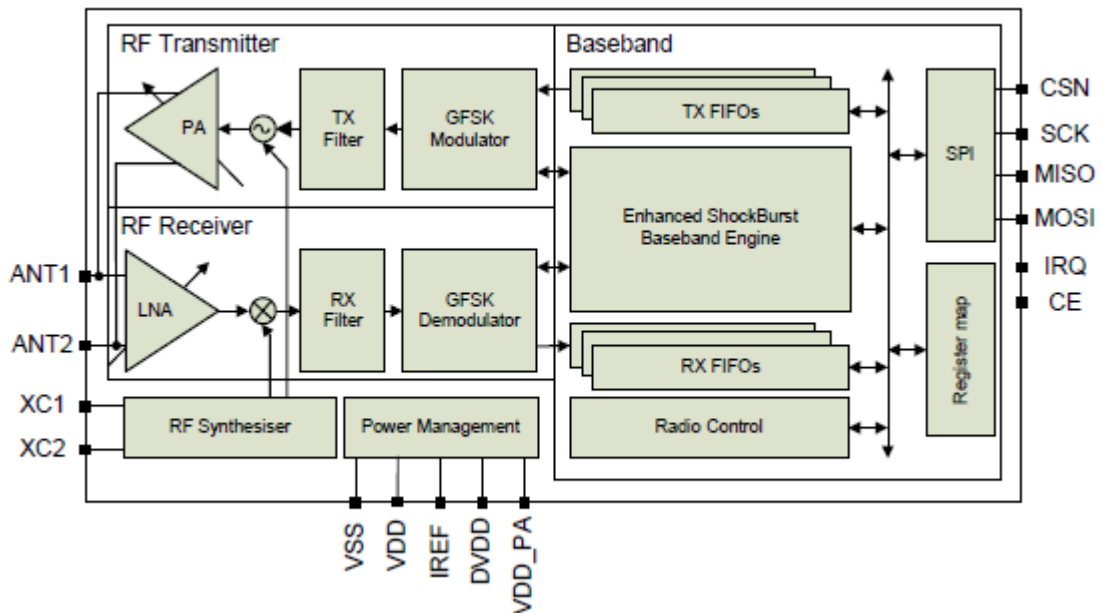 RF Transmitter
Baseband
PA
TX
Filter
GFSK
Modulator
TX FIFOs
SPI
CSN
SCK
MISO
MOSI
Enhanced ShockBurst
Baseband Engine
RF Receiver
ANT1
ANT2
LNA
RX
Filter
GFSK
Demodulator
RX FIFOs
Register map
IRQ
CE
XC1
XC2
RF Synthesiser
Power Management
Radio Control
VSS
VDD
IREF
DVDD
VDD_PA